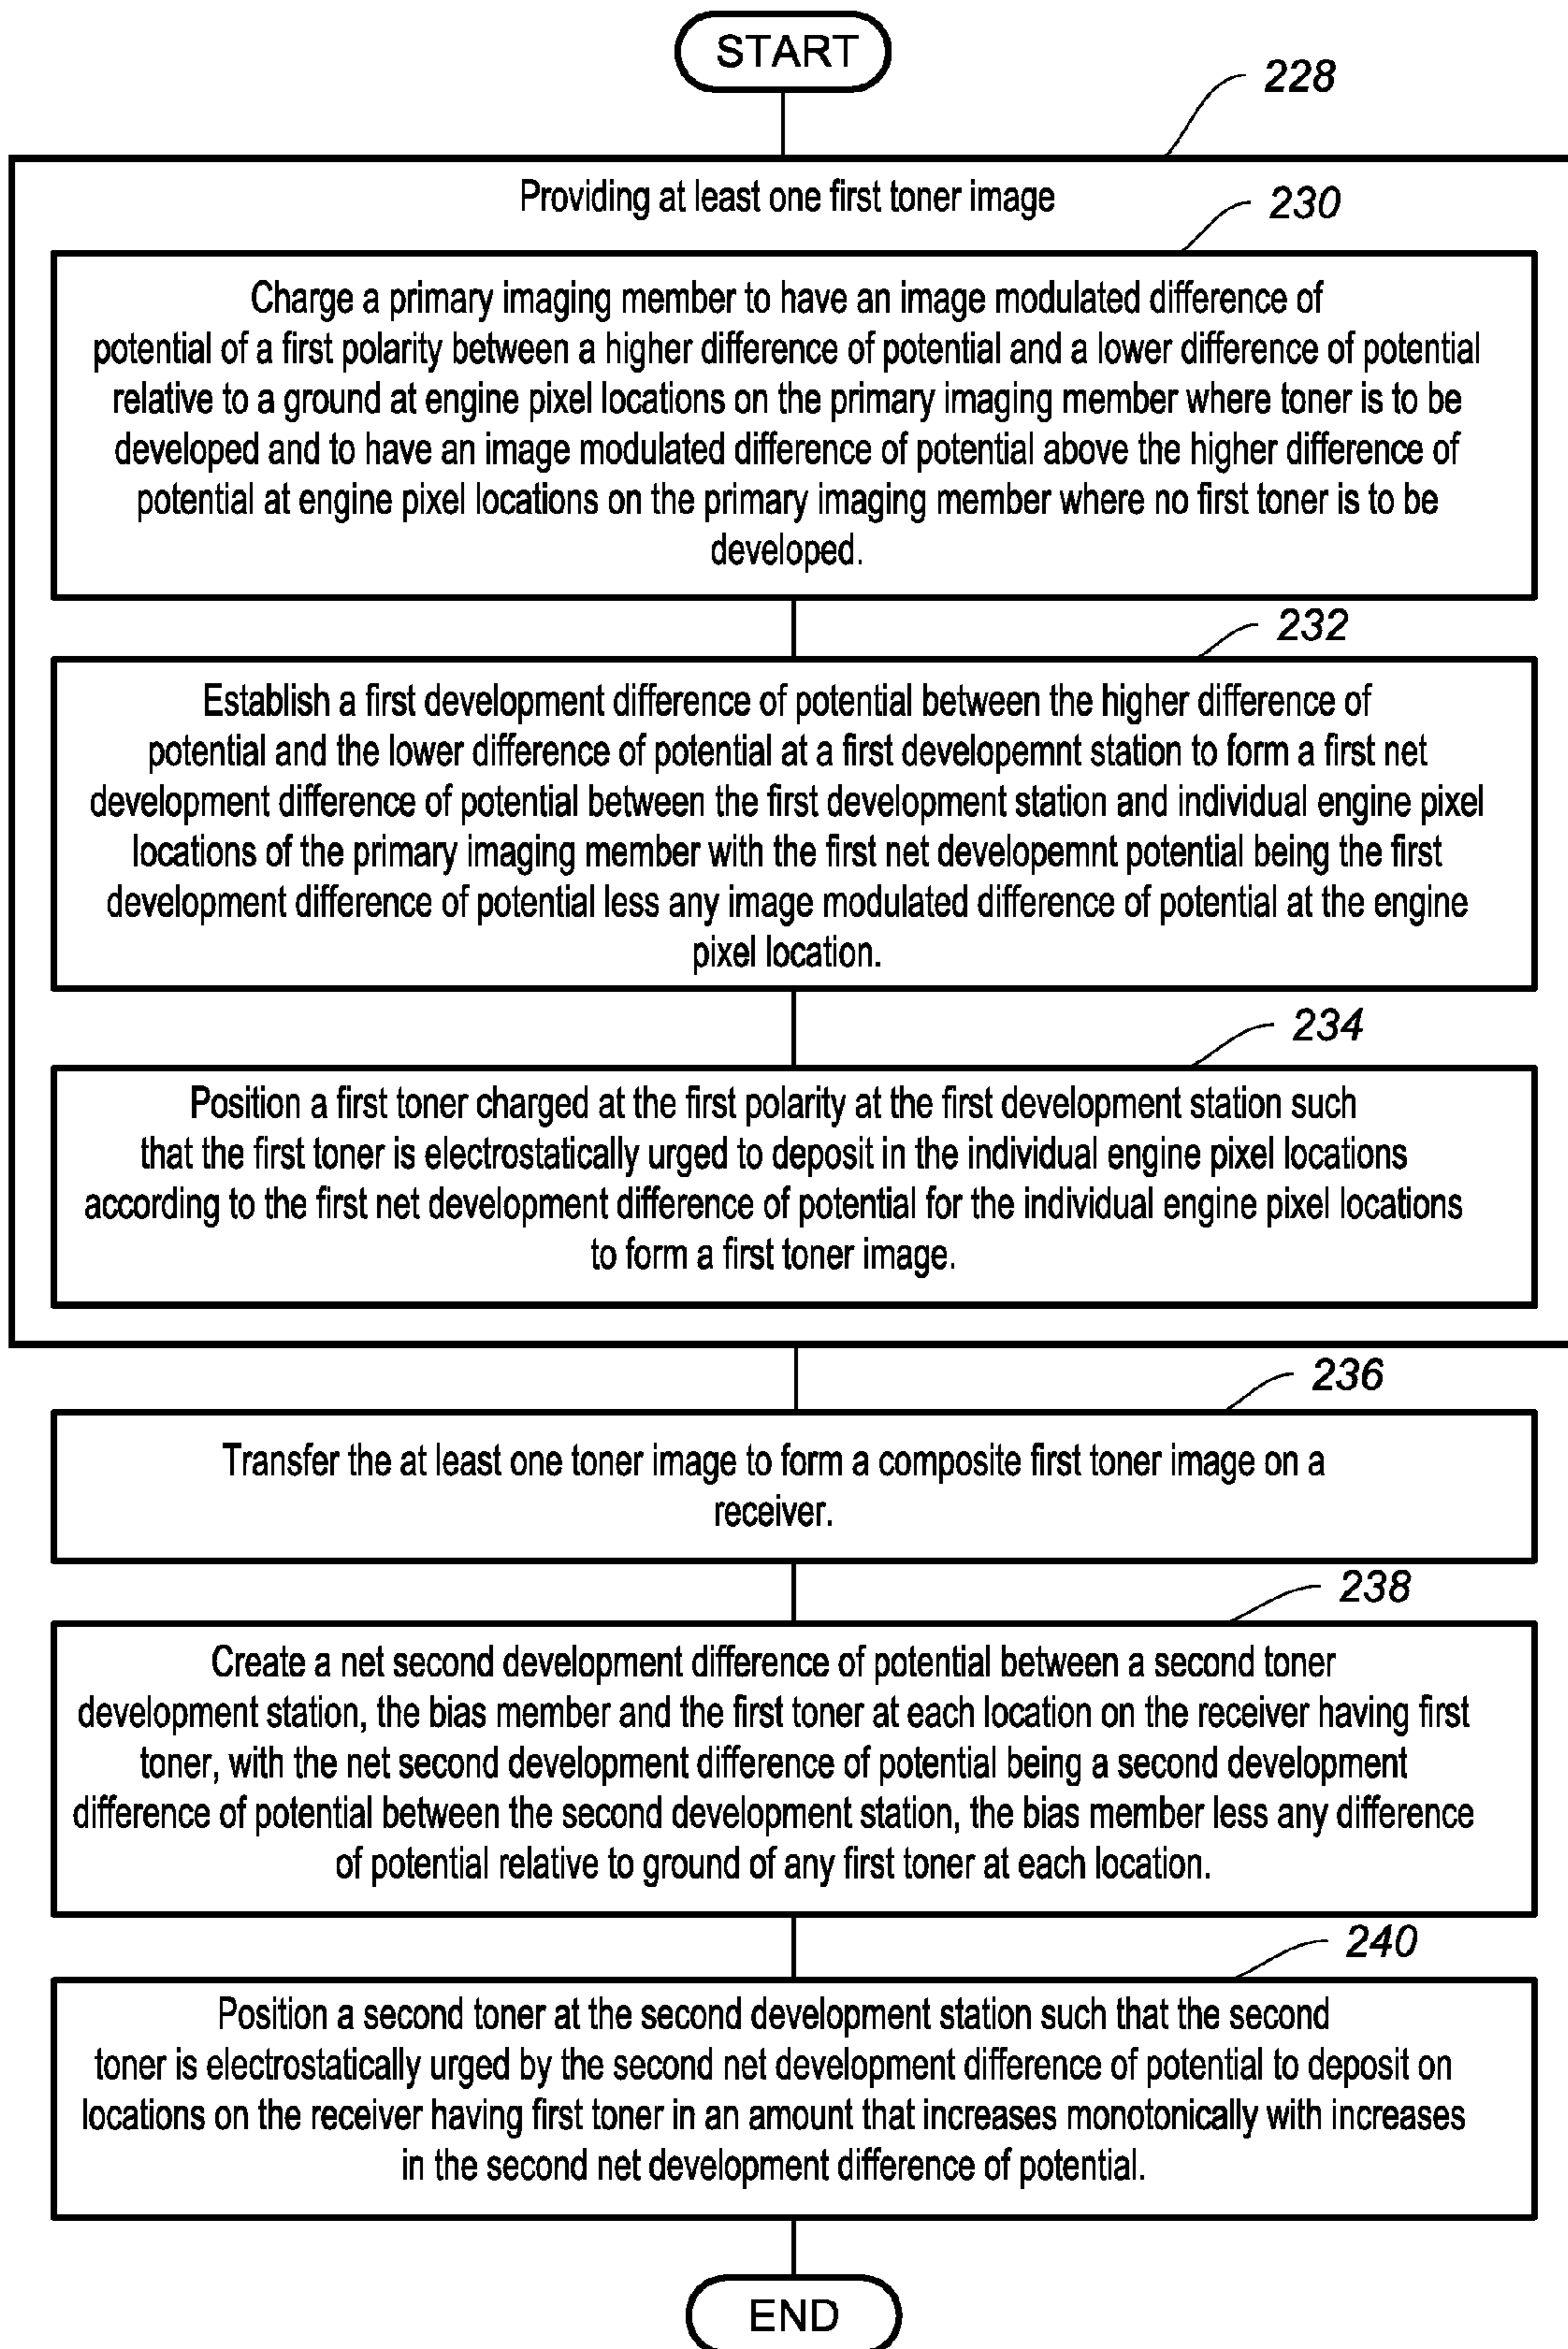 START
228
Providing at least one first toner image
230
Charge a primary imaging member to have an image modulated difference of
potential of a first polarity between a higher difference of potential and a lower difference of potential
relative to a ground at engine pixel locations on the primary imaging member where toner is to be
developed and to have an image modulated difference of potential above the higher difference of
potential at engine pixel locations on the primary imaging member where no first toner is to be
developed.
232
Establish a first development difference of potential between the higher difference of
potential and the lower difference of potential at a first developemnt station to form a first net
development difference of potential between the first development station and individual engine pixel
locations of the primary imaging member with the first net developemnt potential being the first
development difference of potential less any image modulated difference of potential at the engine
pixel location.
234
Position a first toner charged at the first polarity at the first development station such
that the first toner is electrostatically urged to deposit in the individual engine pixel locations
according to the first net development difference of potential for the individual engine pixel locations
to form a first toner image.
236
Transfer the at least one toner image to form a composite first toner image on a
receiver.
238
Create a net second development difference of potential between a second toner
development station, the bias member and the first toner at each location on the receiver having first
toner, with the net second development difference of potential being a second development
difference of potential between the second development station, the bias member less any difference
of potential relative to ground of any first toner at each location.
240
Position a second toner at the second development station such that the second
toner is electrostatically urged by the second net development difference of potential to deposit on
locations on the receiver having first toner in an amount that increases monotonically with increases
in the second net development difference of potential.
END